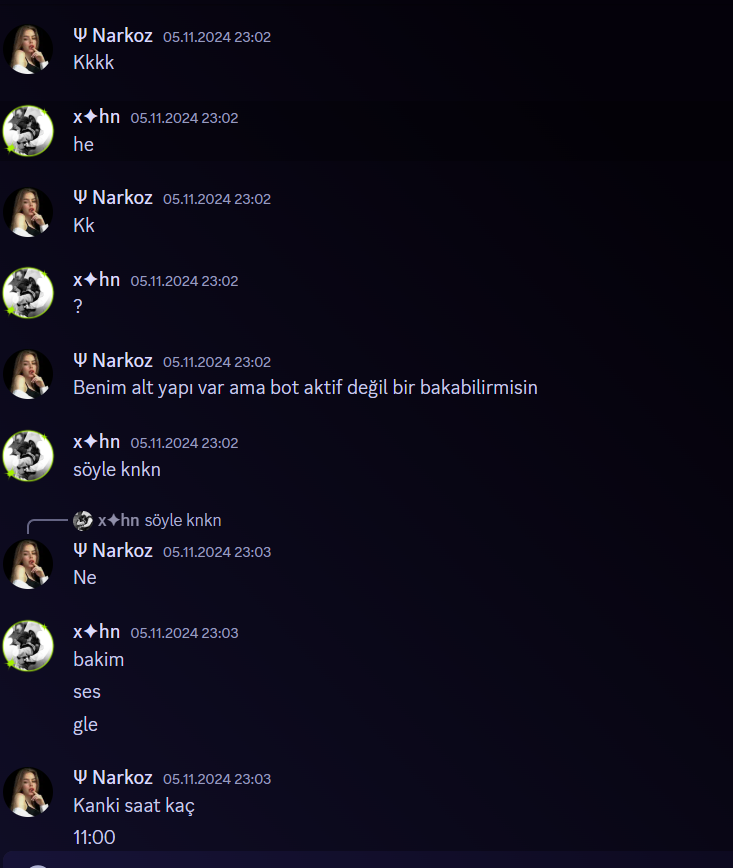 Ψ Narkoz 05.11.2024 23:02
Kkkk
x✦hn 05.11.2024 23:02
he
Ψ Narkoz 05.11.2024 23:02
Kk
x✦hn 05.11.2024 23:02
?
Ψ Narkoz 05.11.2024 23:02
Benim alt yapı var ama bot aktif değil bir bakabilirmisin
x✦hn 05.11.2024 23:02
söyle knkn
x✦hn söyle knkn
Ψ Narkoz 05.11.2024 23:03
Ne
x✦hn 05.11.2024 23:03
bakim
ses
gle
Ψ Narkoz 05.11.2024 23:03
Kanki saat kaç
11:00